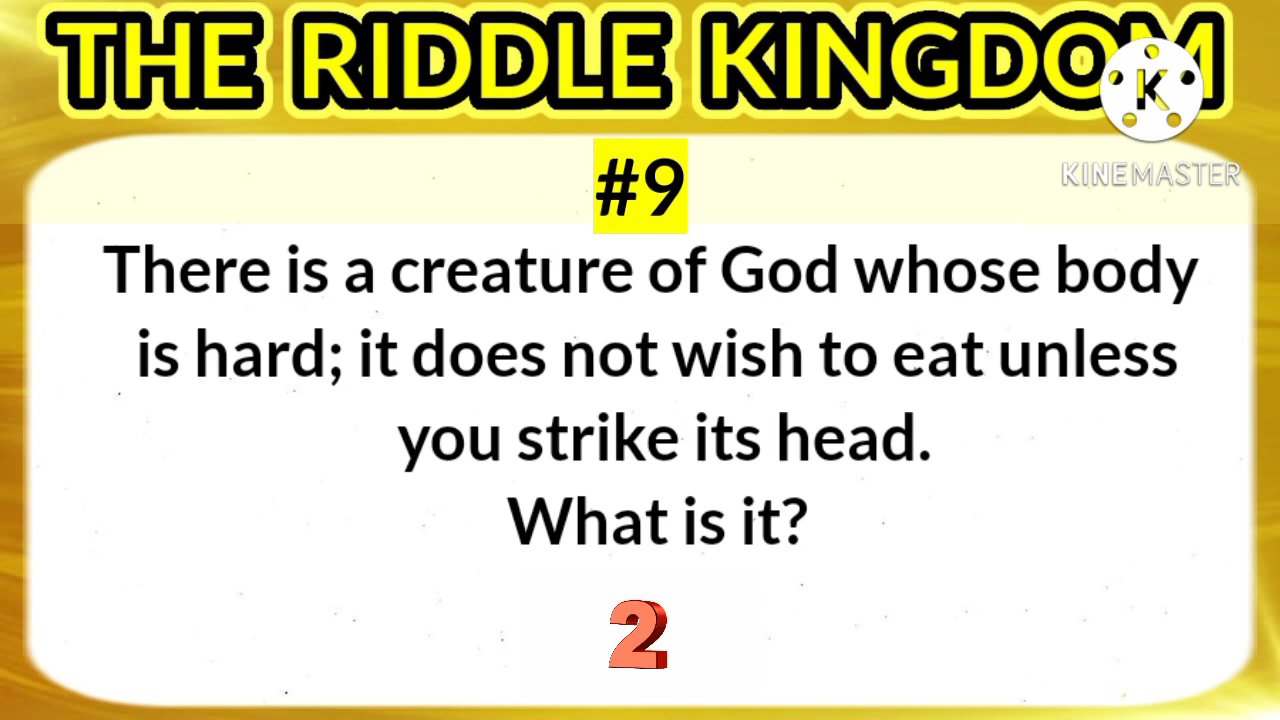 THE RIDDLE KINGDOM
K
KINEMASTER
#9
There is a creature of God whose body
is hard; it does not wish to eat unless
you strike its head.
What is it?
2